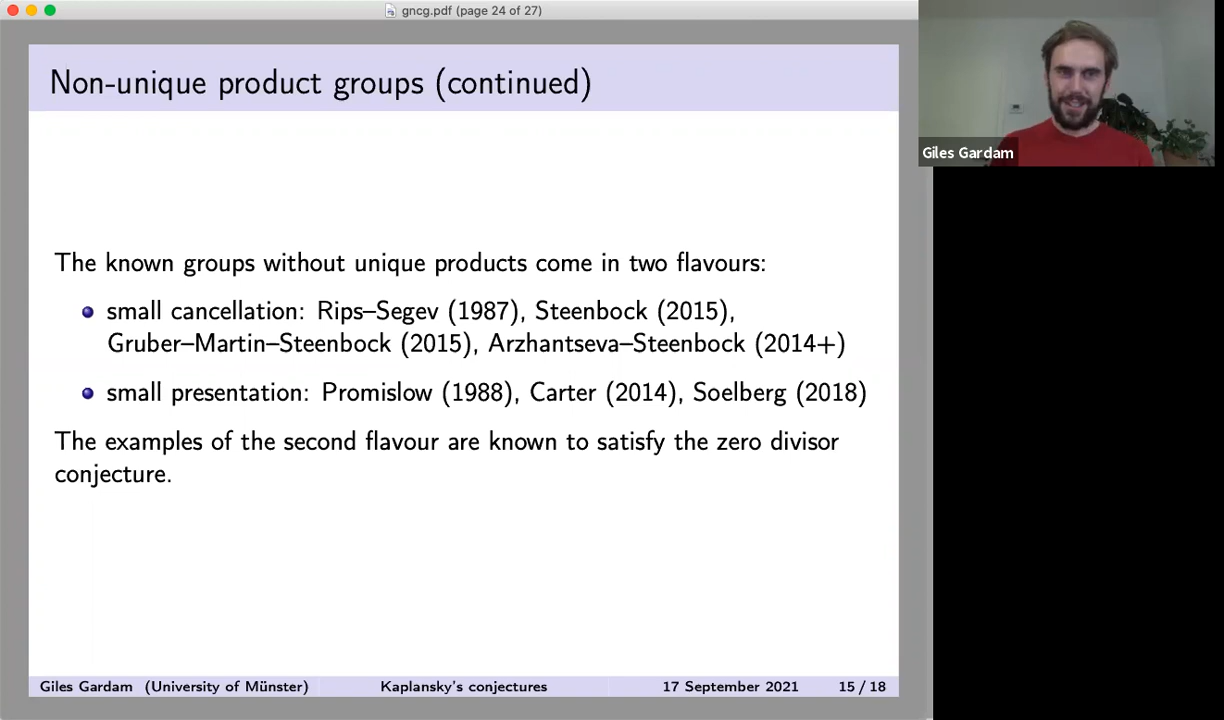 gncg.pdf (page 24 of 27)
Non-unique product groups (continued)
Giles Gardam
The known groups without unique products come in two flavours:
small cancellation: Rips–Segev (1987), Steenbock (2015),
Gruber–Martin–Steenbock (2015), Arzhantseva–Steenbock (2014+)
small presentation: Promislow (1988), Carter (2014), Soelberg (2018)
The examples of the second flavour are known to satisfy the zero divisor
conjecture.
Giles Gardam (University of Münster) Kaplansky's conjectures 17 September 2021 15 / 18